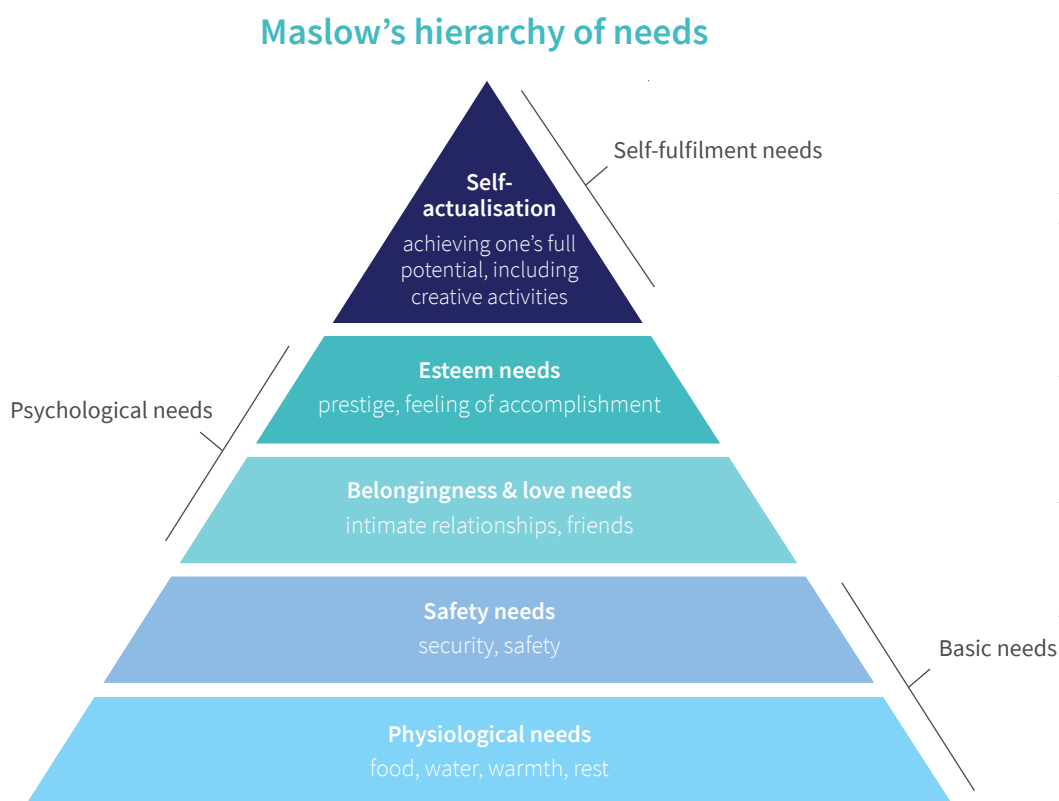 Maslow’s hierarchy of needs
Self-fulfilment needs
Self-
actualisation
achieving one’s full
potential, including
creative activities
Esteem needs
prestige, feeling of accomplishment
Psychological needs
Belongingness & love needs
intimate relationships, friends
Safety needs
security, safety
Basic needs
Physiological needs
food, water, warmth, rest